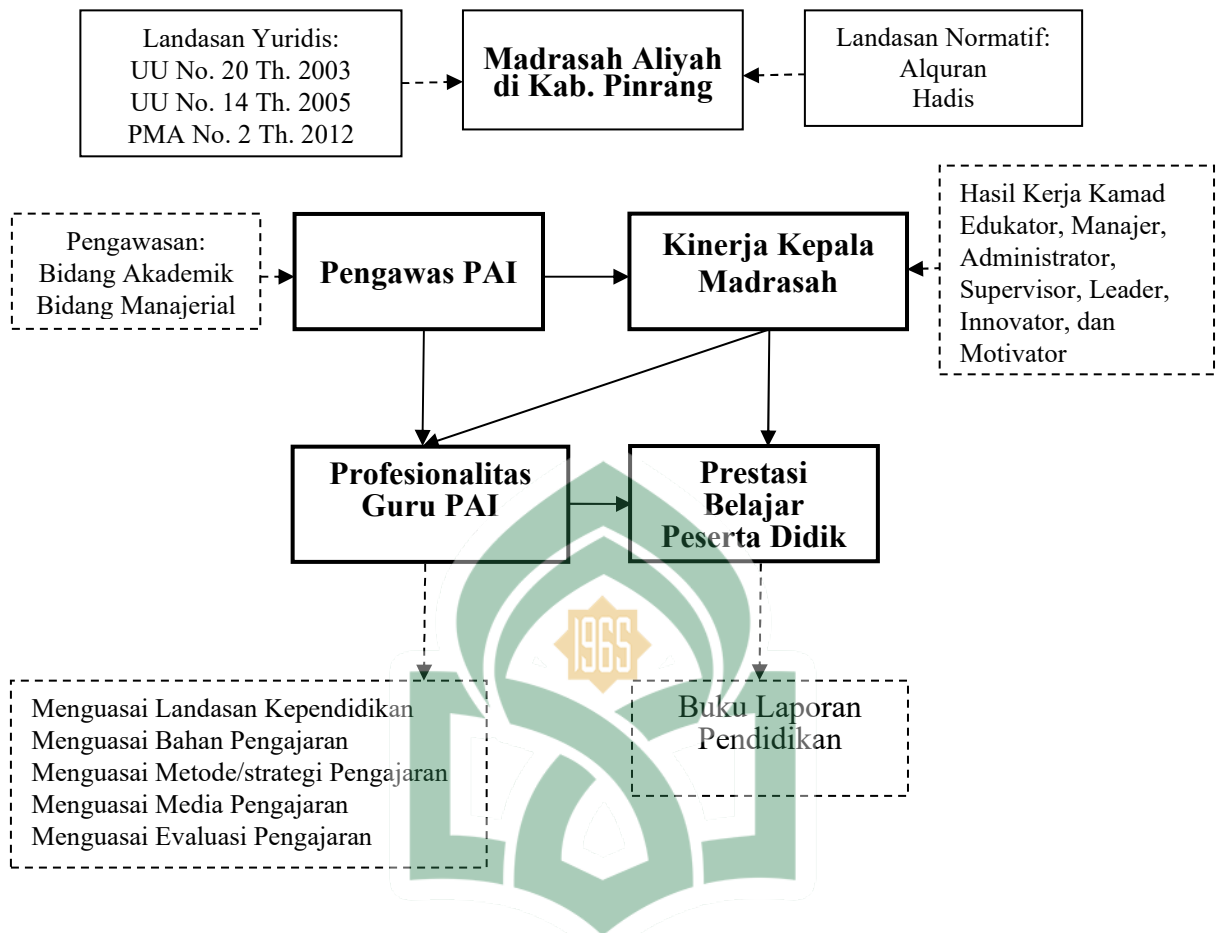 Landasan Yuridis:
UU No. 20 Th. 2003
UU No. 14 Th. 2005
PMA No. 2 Th. 2012
Madrasah Aliyah
di Kab. Pinrang
Landasan Normatif:
Alquran
Hadis
Pengawasan:
Bidang Akademik
Bidang Manajerial
Pengawas PAI
Kinerja Kepala
Madrasah
Hasil Kerja Kamad
Edukator, Manajer,
Administrator,
Supervisor, Leader,
Innovator, dan
Motivator
Profesionalitas
Guru PAI
Prestasi
Belajar
Peserta Didik
1965
Menguasai Landasan Kependidikan
Menguasai Bahan Pengajaran
Menguasai Metode/strategi Pengajaran
Menguasai Media Pengajaran
Menguasai Evaluasi Pengajaran
Buku Laporan
Pendidikan